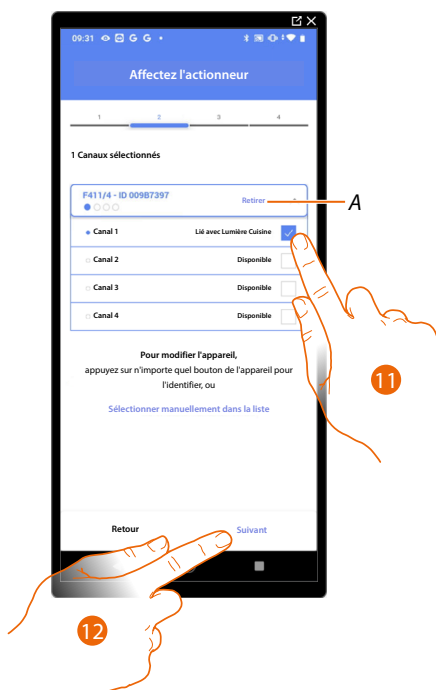 09:31 G G
Affectez l'actionneur
1 2 3 4
1 Canaux sélectionnés
F411/4 - ID 009B7397
Retirer
A
Canal 1 Lié avec Lumière Cuisine
Canal 2 Disponible
Canal 3 Disponible
Canal 4 Disponible
Pour modifier l'appareil,
appuyez sur n'importe quel bouton de l'appareil pour
l'identifier, ou
Sélectionner manuellement dans la liste
11
Retour Suivant
12